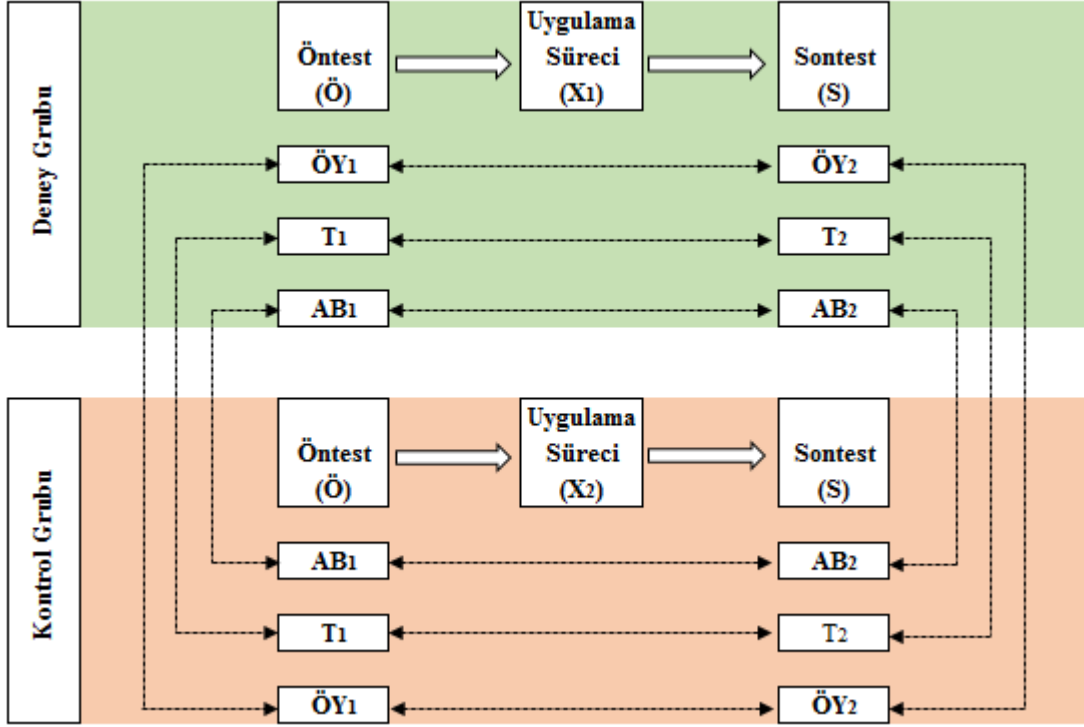 Deney Grubu
Öntest
(Ö)
Uygulama
Süreci
(X1)
Sontest
(S)
ÖY1
ÖY2
T1
T2
AB1
AB2
Kontrol Grubu
Öntest
(Ö)
Uygulama
Süreci
(X2)
Sontest
(S)
AB1
AB2
T1
T2
ÖY1
ÖY2